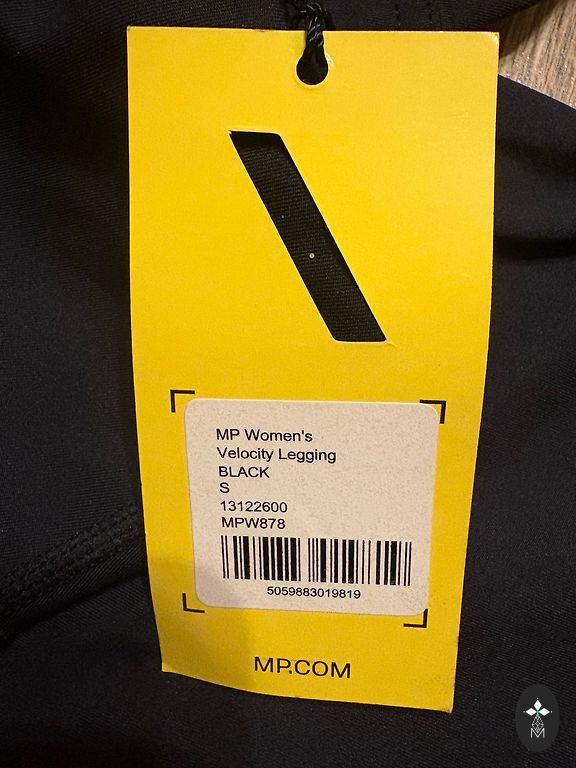 MP Women's
Velocity Legging
BLACK
S
13122600
MPW878
5059883019819
MP.COM
M